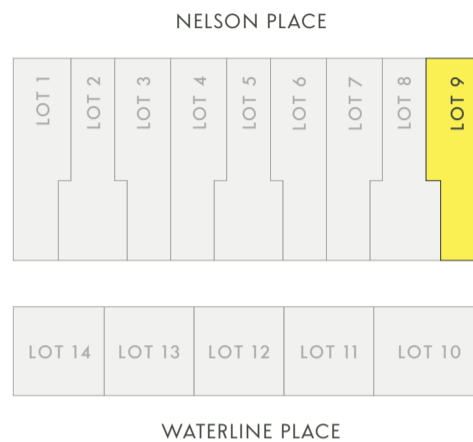 NELSON PLACE
LOT 1
LOT 2
LOT 3
LOT 4
LOT 5
LOT 6
LOT 7
LOT 8
LOT 9
LOT 14
LOT 13
LOT 12
LOT 11
LOT 10
WATERLINE PLACE